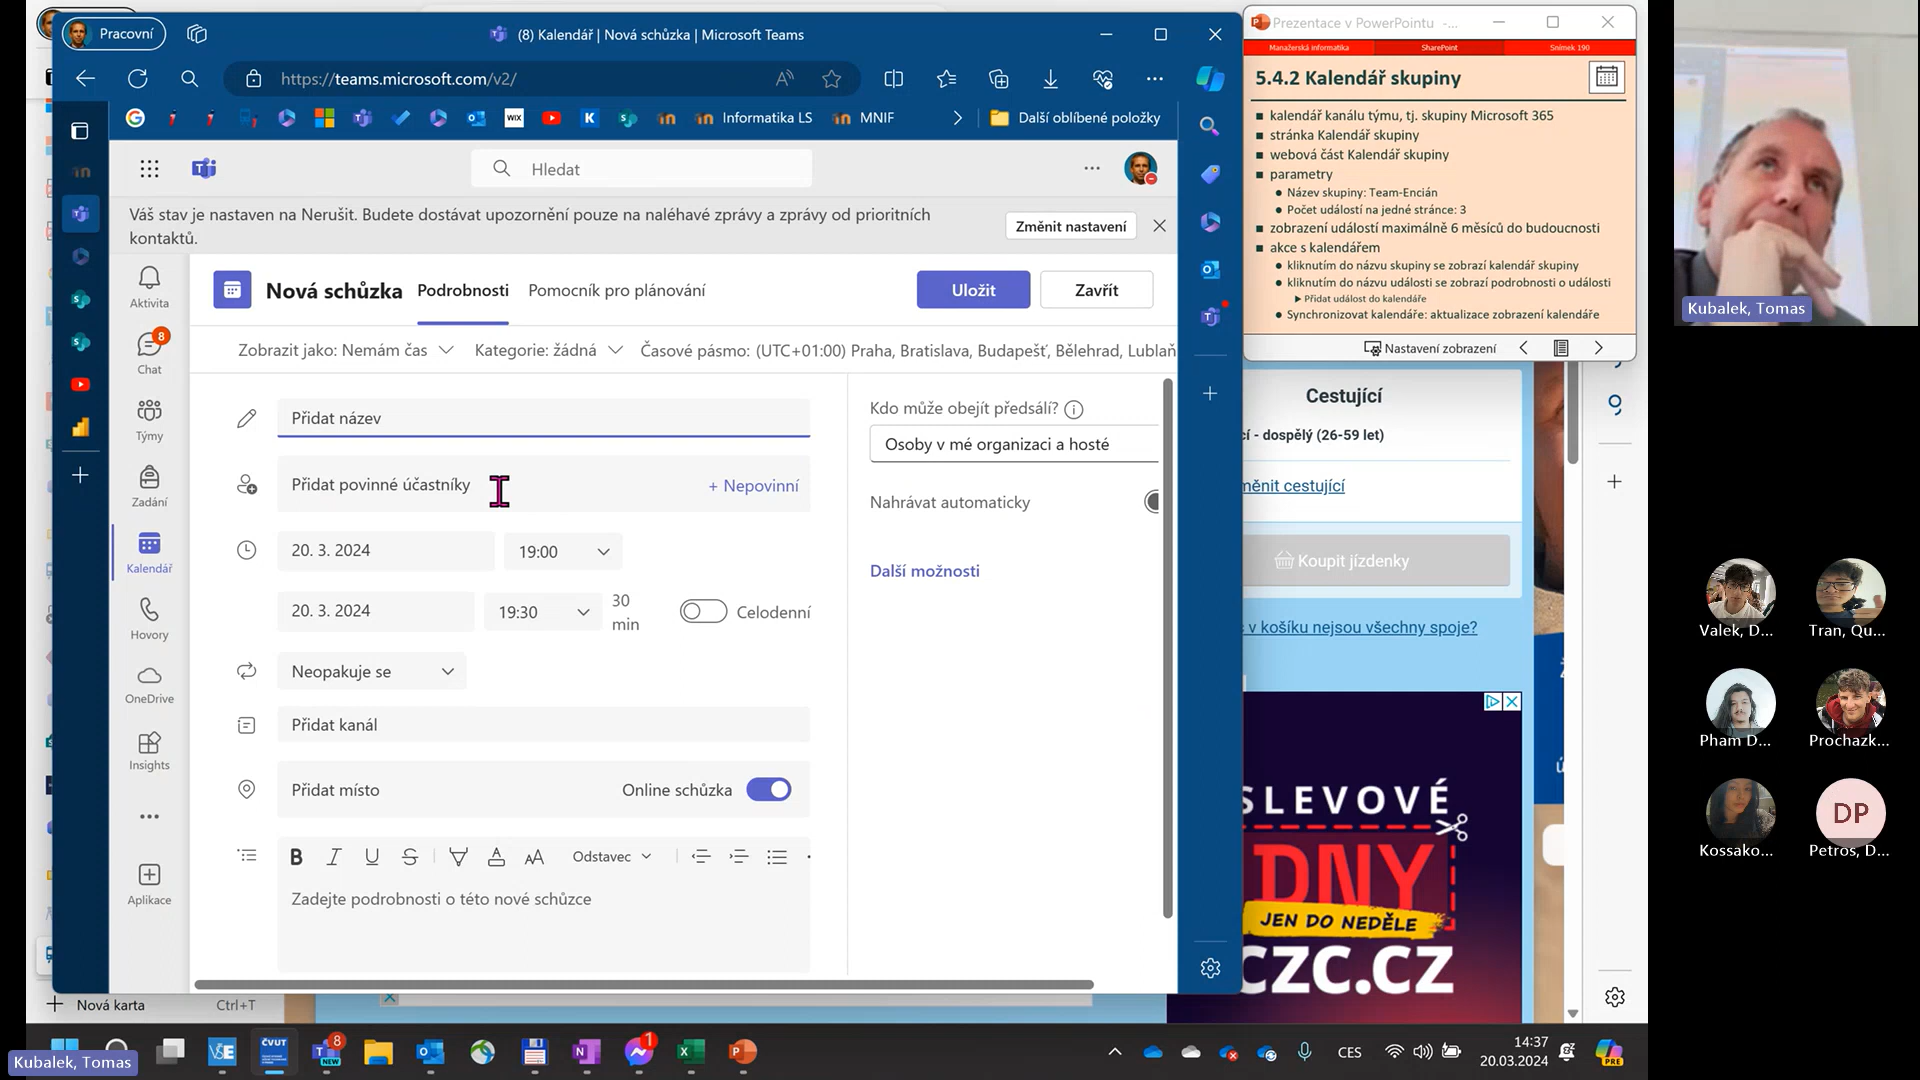 Pracovní
(8) Kalendář | Nová schůzka | Microsoft Teams
https://teams.microsoft.com/v2/
WIX
K
Informatika LS
MNIF
Další oblíbené položky
Hledat
Váš stav je nastaven na Nerušit. Budete dostávat upozornění pouze na naléhavé zprávy a zprávy od prioritních
kontaktů.
Změnit nastavení
Aktivita
8
Chat
Týmy
Zadání
Kalendář
Hovory
OneDrive
Insights
Aplikace
Nová schůzka
Podrobnosti
Pomocník pro plánování
Uložit
Zavřít
Zobrazit jako: Nemám čas
Kategorie: žádná
Časové pásmo: (UTC+01:00) Praha, Bratislava, Budapešť, Bělehrad, Lublaň
Přidat název
Přidat povinné účastníky
+ Nepovinní
20. 3. 2024
19:00
20. 3. 2024
19:30
30
min
Celodenní
Neopakuje se
Přidat kanál
Přidat místo
Online schůzka
B I U S
AA
Odstavec
Zadejte podrobnosti o této nové schůzce
Kdo může obejít předsálí?
Osoby v mé organizaci a hosté
Nahrávat automaticky
Další možnosti
Nová karta
Ctrl+T
Prezentace v PowerPointu -...
Manažerská informatika
SharePoint
Snímek 190
5.4.2 Kalendář skupiny
kalendář kanálu týmu, tj. skupiny Microsoft 365
stránka Kalendář skupiny
webová část Kalendář skupiny
parametry
Název skupiny: Team-Encián
Počet událostí na jedné stránce: 3
zobrazení událostí maximálně 6 měsíců do budoucnosti
akce s kalendářem
kliknutím do názvu skupiny se zobrazí kalendář skupiny
kliknutím do názvu události se zobrazí podrobnosti o události
Přidat událost do kalendáře
Synchronizovat kalendáře: aktualizace zobrazení kalendáře
Nastavení zobrazení
Cestující
cí - dospělý (26-59 let)
měnit cestující
Koupit jízdenky
v košíku nejsou všechny spoje?
SLEVOVÉ
DNY
JEN DO NEDĚLE
CZC.CZ
Kubalek, Tomas
Valek, D...
Tran, Qu...
Pham D...
Prochazk...
Kossako...
DP
Petros, D...
Kubalek, Tomas
VŠE
ČVUT
8
NEW
1
CES
14:37
20.03.2024
PRE